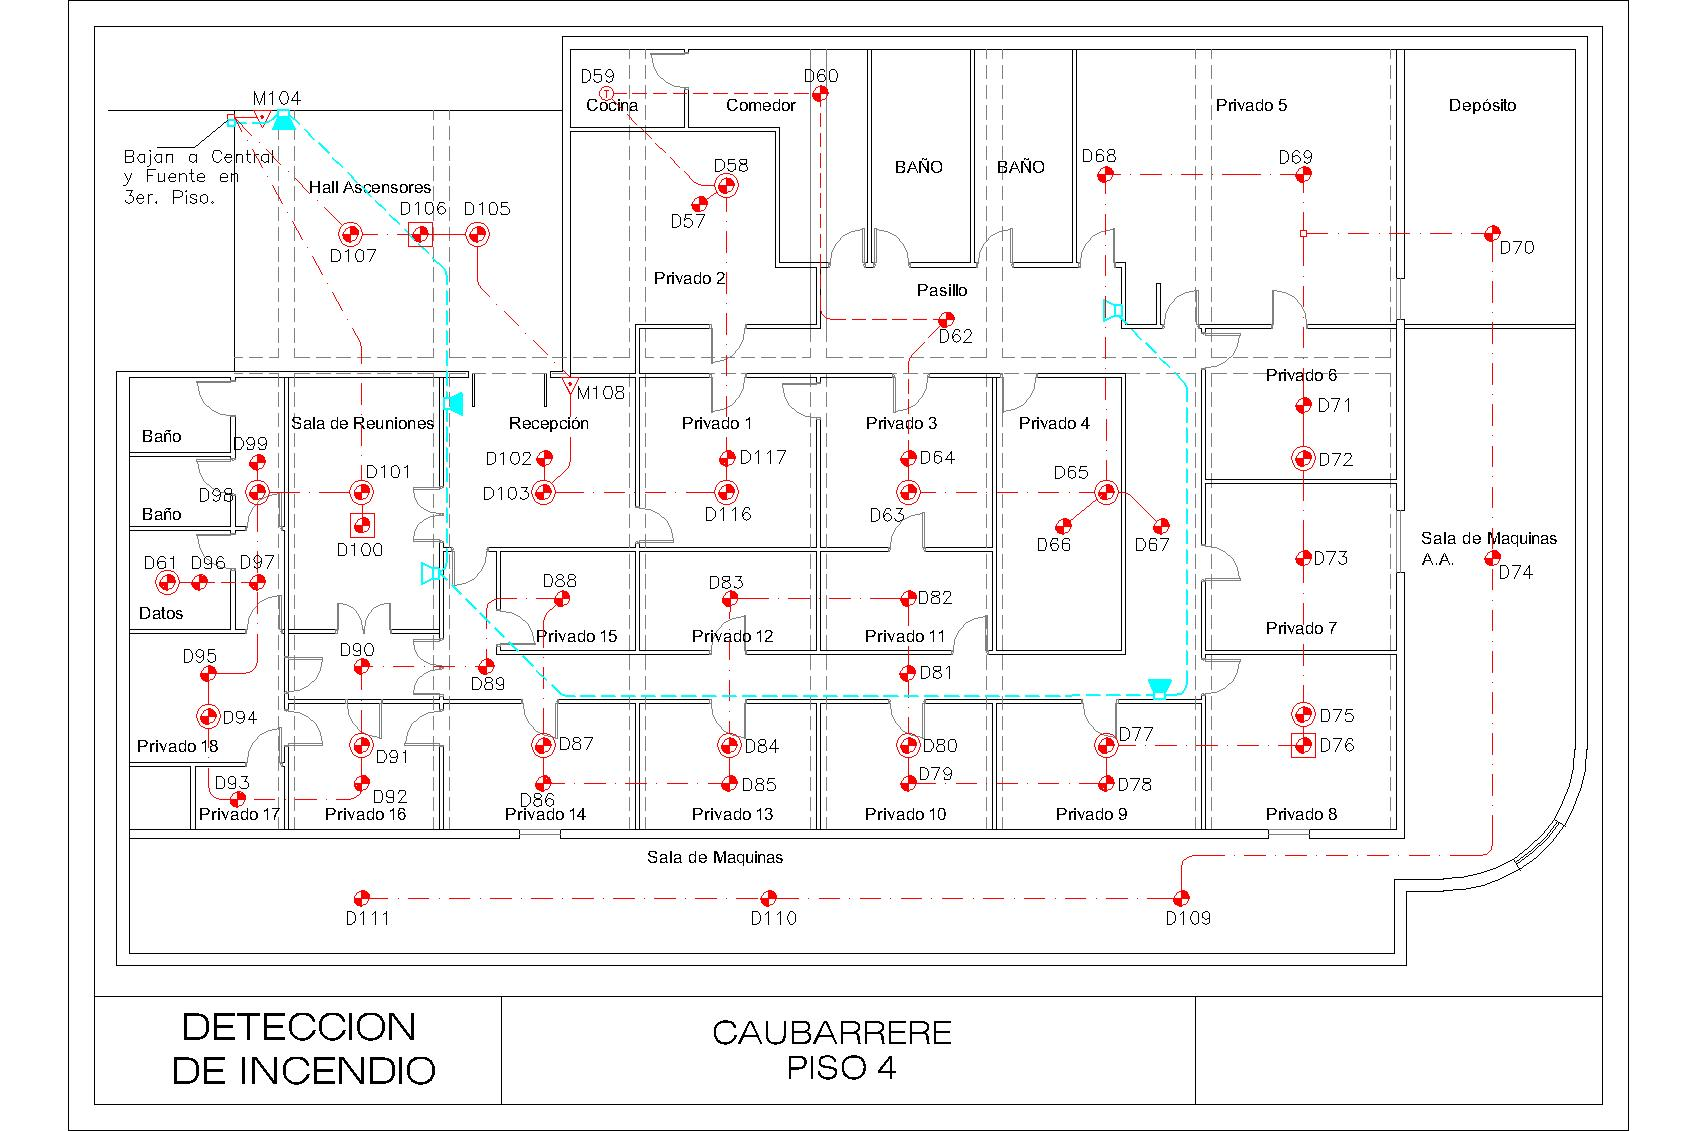 D59
D60
M104
Cocina
Comedor
Privado 5
Depósito
T
Bajan a Central
y Fuente en
3er. Piso.
D58
BAÑO
BAÑO
D68
D69
Hall Ascensores
D106
D105
D57
D107
D70
Privado 2
Pasillo
D62
Privado 6
M108
D71
Sala de Reuniones
Recepción
Privado 1
Privado 3
Privado 4
Baño
D99
D102
D117
D64
D72
D101
D65
D98
D103
D116
D63
Baño
D100
D66
D67
Sala de Maquinas
A.A.
D61
D96
D97
D88
D83
D73
D74
Datos
D82
Privado 15
Privado 12
Privado 11
Privado 7
D95
D90
D89
D81
D94
D75
Privado 18
D91
D87
D84
D80
D77
D76
D93
D92
D86
D85
D79
D78
Privado 17
Privado 16
Privado 14
Privado 13
Privado 10
Privado 9
Privado 8
Sala de Maquinas
D111
D110
D109
DETECCION
DE INCENDIO
CAUBARRERE
PISO 4